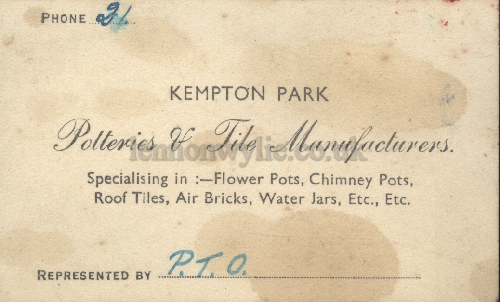 PHONE 21.
KEMPTON PARK
Potteries & Tile Manufacturers.
lennonwylie.co.uk
Specialising in :—Flower Pots, Chimney Pots,
Roof Tiles, Air Bricks, Water Jars, Etc., Etc.
REPRESENTED BY P.T.O.